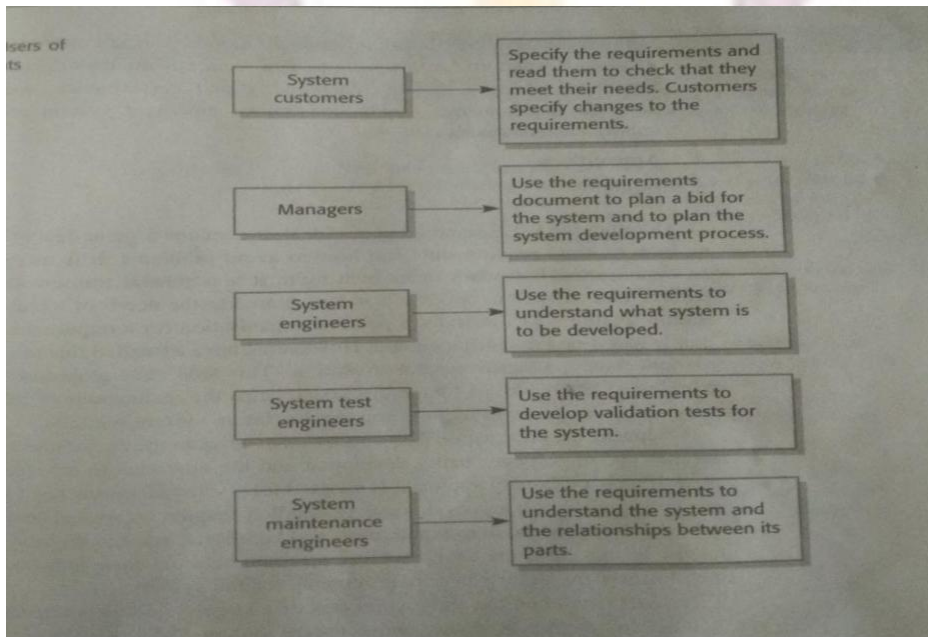 of
System
customers
Specify the requirements and
read them to check that they
meet their needs. Customers
specify changes to the
requirements.
Managers
Use the requirements
document to plan a bid for
the system and to plan the
system development process.
System
engineers
Use the requirements to
understand what system is
to be developed.
System test
engineers
Use the requirements to
develop validation tests for
the system.
System
maintenance
engineers
Use the requirements to
understand the system and
the relationships between its
parts.